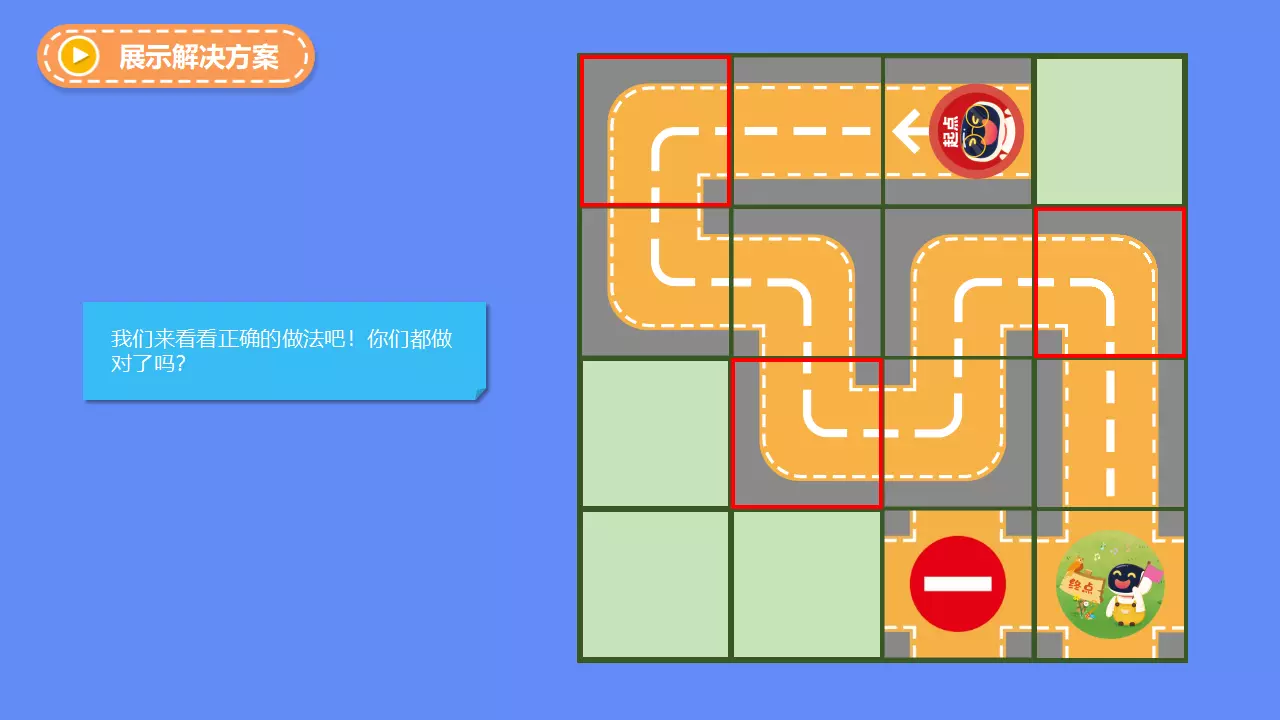 展示解决方案
起点
我们来看看正确的做法吧！你们都做
对了吗？
终点